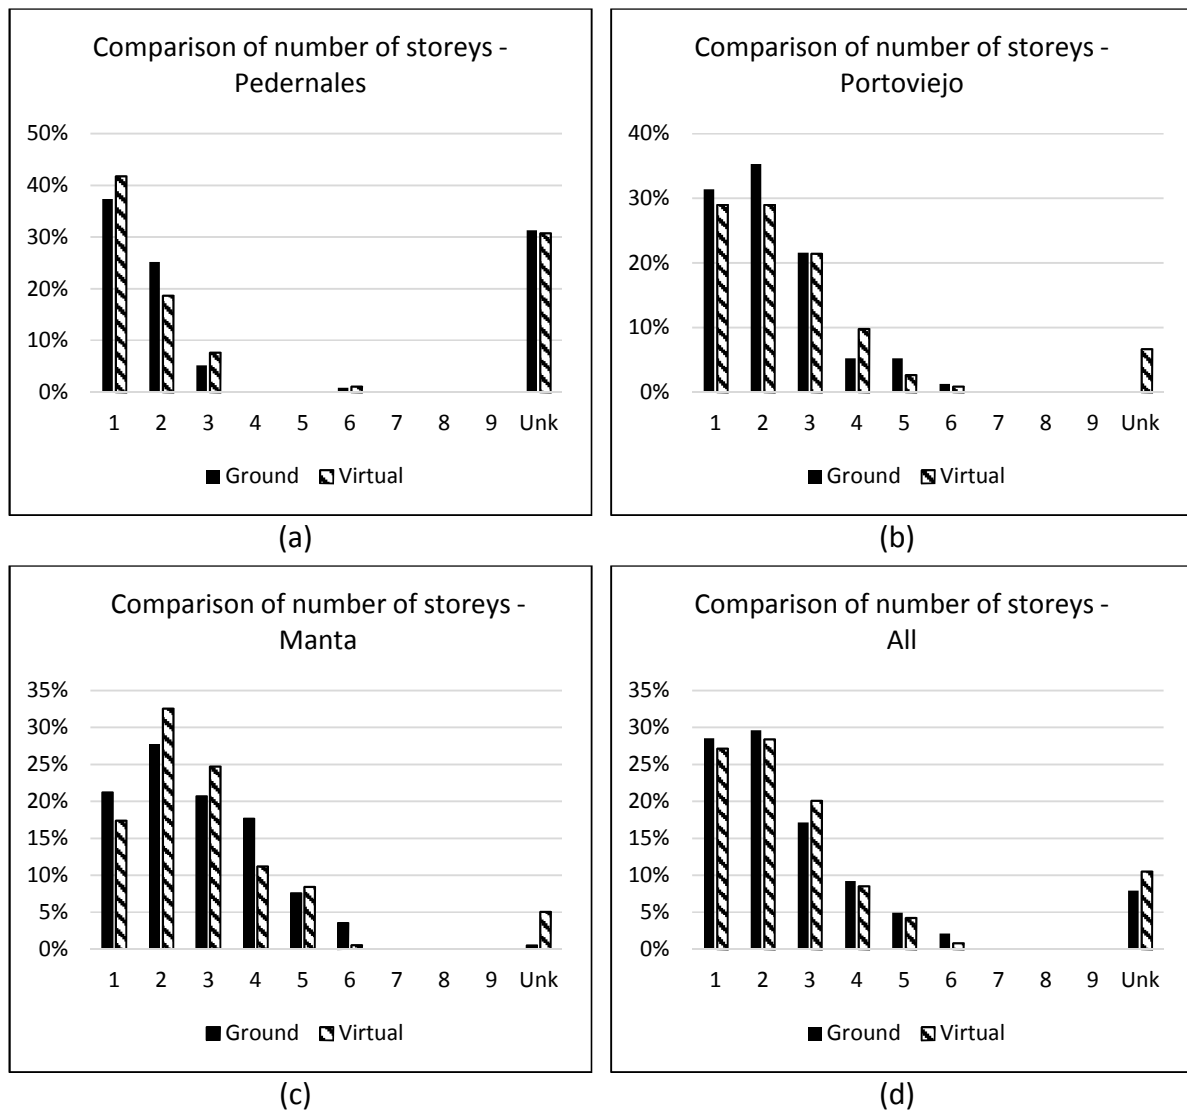 Comparison of number of storeys -
Pedernales
50%
40%
30%
20%
10%
0%
1 2 3 4 5 6 7 8 9 Unk
Ground Virtual
(a)
Comparison of number of storeys -
Portoviejo
40%
30%
20%
10%
0%
1 2 3 4 5 6 7 8 9 Unk
Ground Virtual
(b)
Comparison of number of storeys -
Manta
35%
30%
25%
20%
15%
10%
5%
0%
1 2 3 4 5 6 7 8 9 Unk
Ground Virtual
(c)
Comparison of number of storeys -
All
35%
30%
25%
20%
15%
10%
5%
0%
1 2 3 4 5 6 7 8 9 Unk
Ground Virtual
(d)